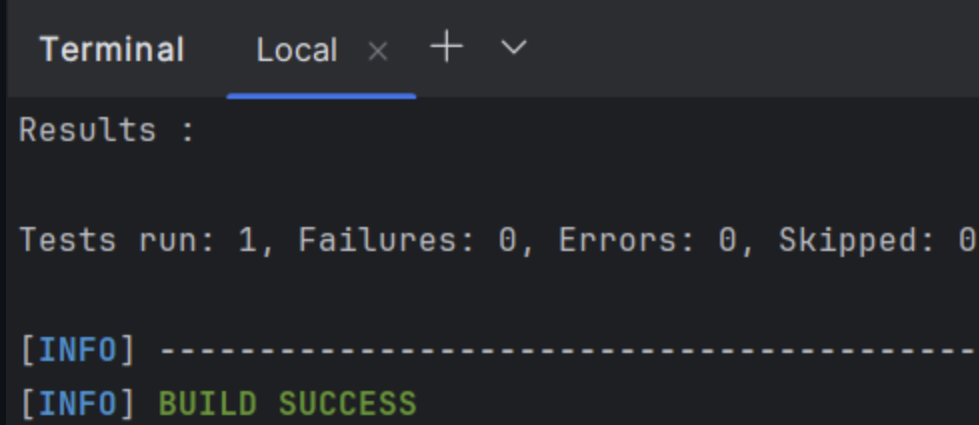 Terminal Local
Results :
Tests run: 1, Failures: 0, Errors: 0, Skipped: 0
[INFO] -----------------------------------------
[INFO] BUILD SUCCESS